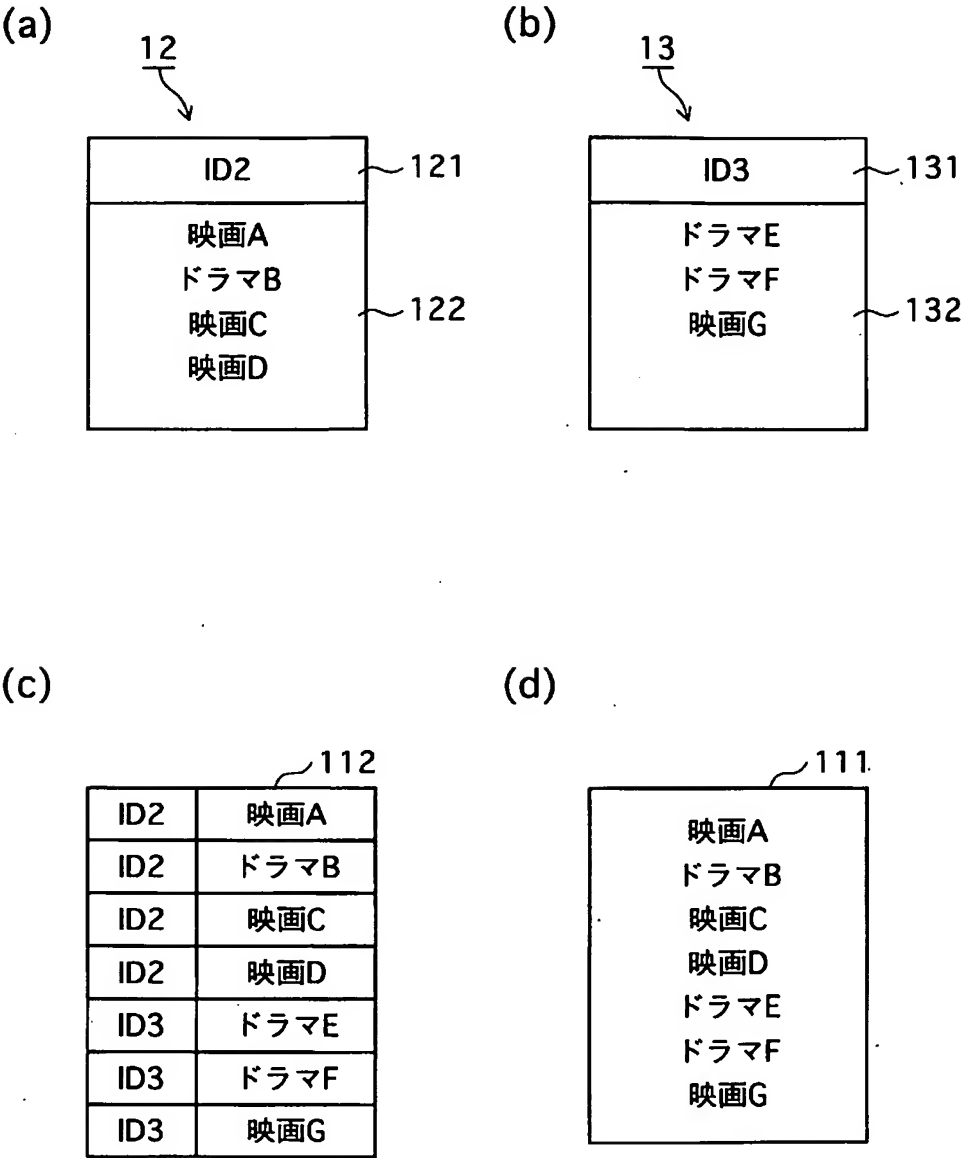 (a)
12
ID2
121
映画A
ドラマB
映画C
映画D
122
(b)
13
ID3
131
ドラマE
ドラマF
映画G
132
(c)
112
ID2 映画A
ID2 ドラマB
ID2 映画C
ID2 映画D
ID3 ドラマE
ID3 ドラマF
ID3 映画G
(d)
111
映画A
ドラマB
映画C
映画D
ドラマE
ドラマF
映画G